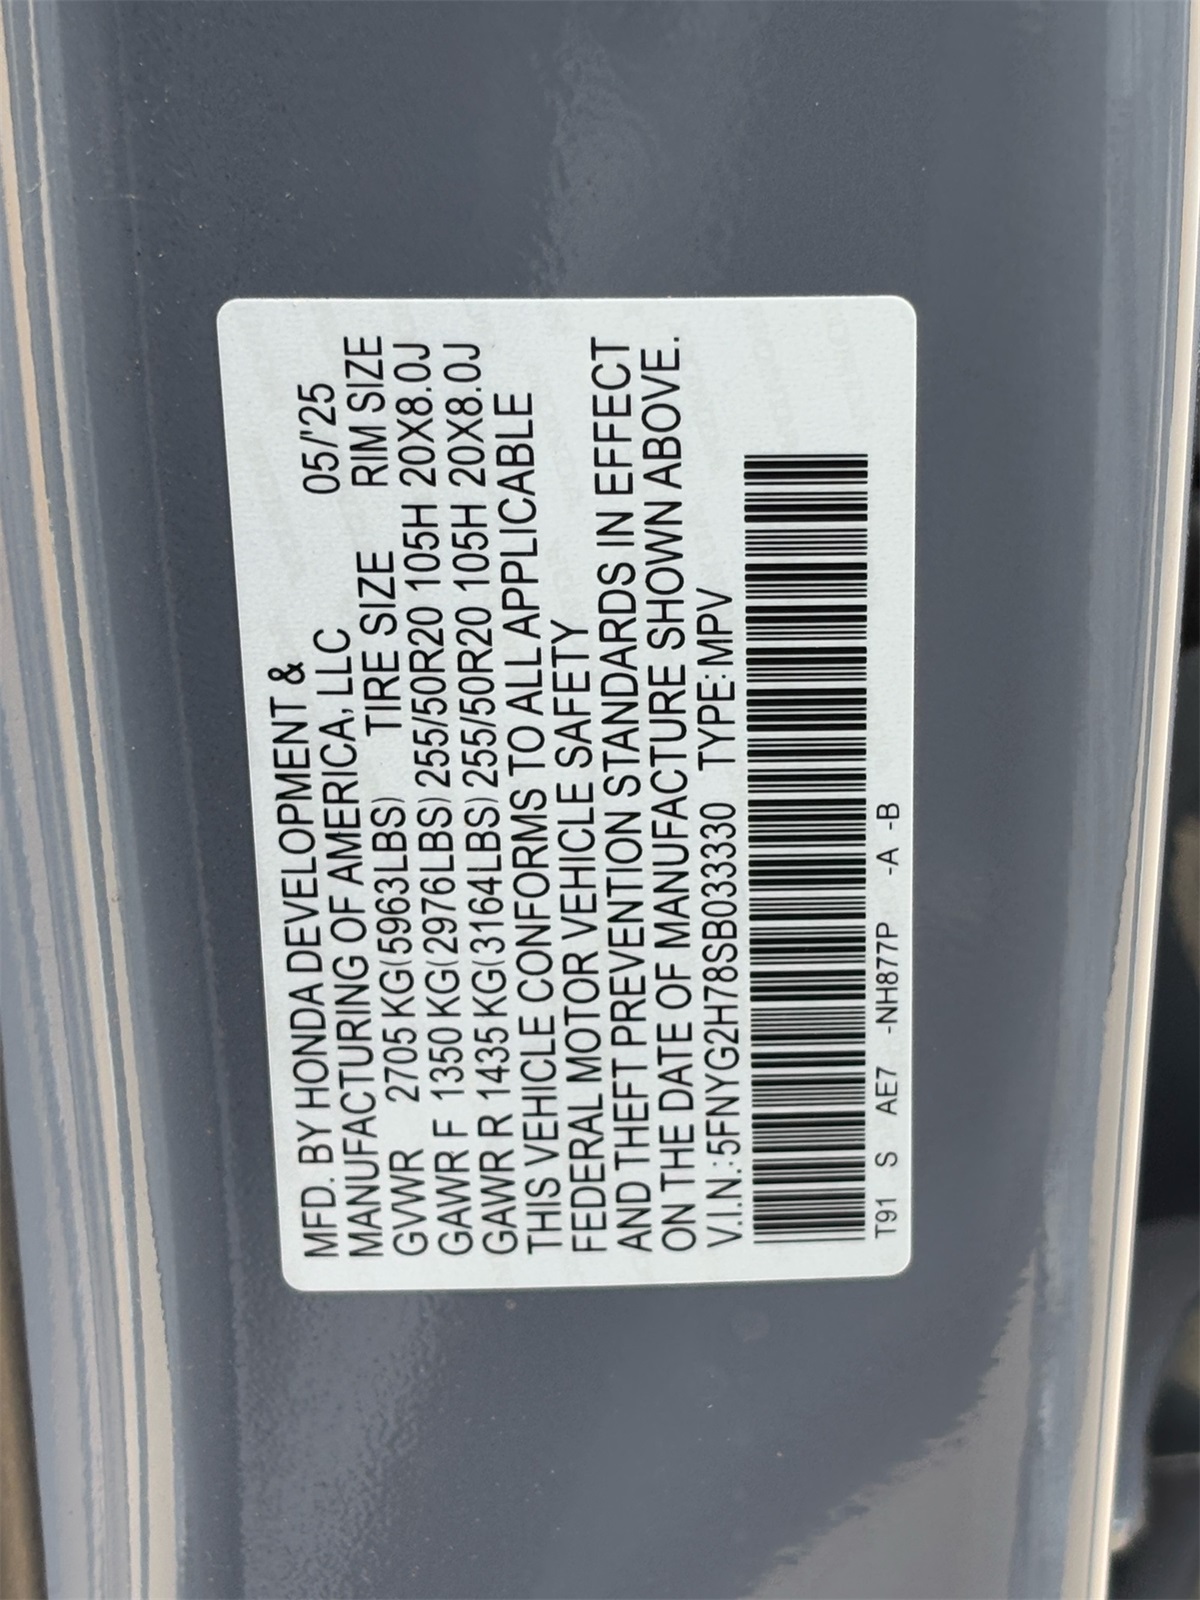 MFD. BY HONDA DEVELOPMENT &
MANUFACTURING OF AMERICA, LLC 05/'25
GVWR 2705 KG(5963LBS) TIRE SIZE RIM SIZE
GAWR F 1350 KG(2976LBS) 255/50R20 105H 20X8.0J
GAWR R 1435 KG(3164LBS) 255/50R20 105H 20X8.0J
THIS VEHICLE CONFORMS TO ALL APPLICABLE
FEDERAL MOTOR VEHICLE SAFETY
AND THEFT PREVENTION STANDARDS IN EFFECT
ON THE DATE OF MANUFACTURE SHOWN ABOVE.
V.I.N.:5FNYG2H78SB033330 TYPE:MPV
T91 S AE7 -NH877P -A -B